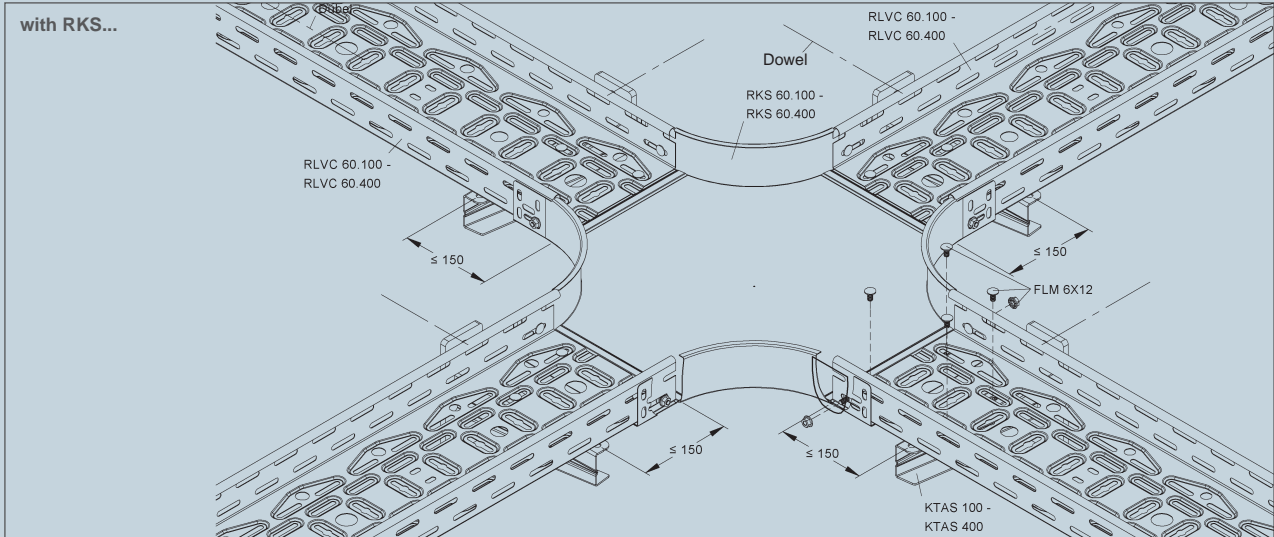 with RKS...
Dübel
RLVC 60.100 -
RLVC 60.400
Dowel
RKS 60.100 -
RKS 60.400
RLVC 60.100 -
RLVC 60.400
≤ 150
≤ 150
FLM 6X12
≤ 150
≤ 150
KTAS 100 -
KTAS 400